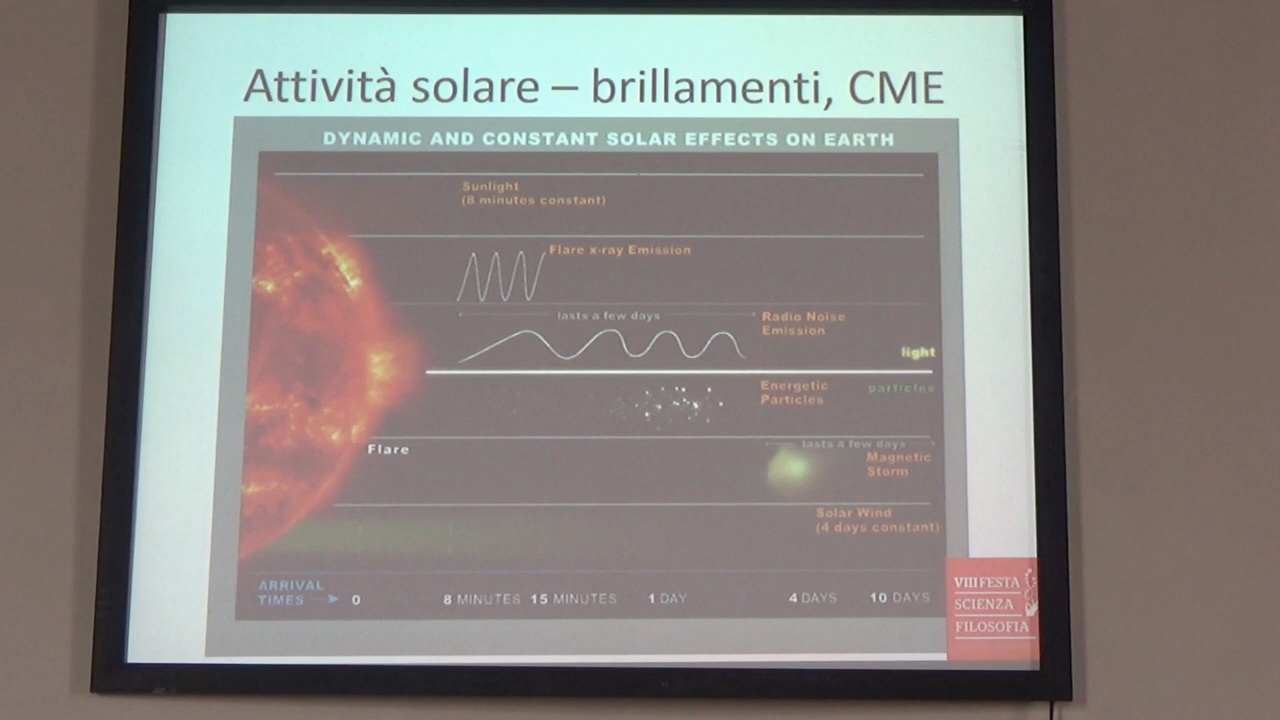 Attività solare – brillamenti, CME
DYNAMIC AND CONSTANT SOLAR EFFECTS ON EARTH
Sunlight
(8 minutes constant)
Flare x-ray Emission
lasts a few days
Radio Noise
Emission
light
Energetic
Particles
particles
Flare
lasts a few days
Magnetic
Storm
Solar Wind
(4 days constant)
ARRIVAL
TIMES
0
8 MINUTES
15 MINUTES
1 DAY
4 DAYS
10 DAYS
VIII FESTA
SCIENZA
FILOSOFIA